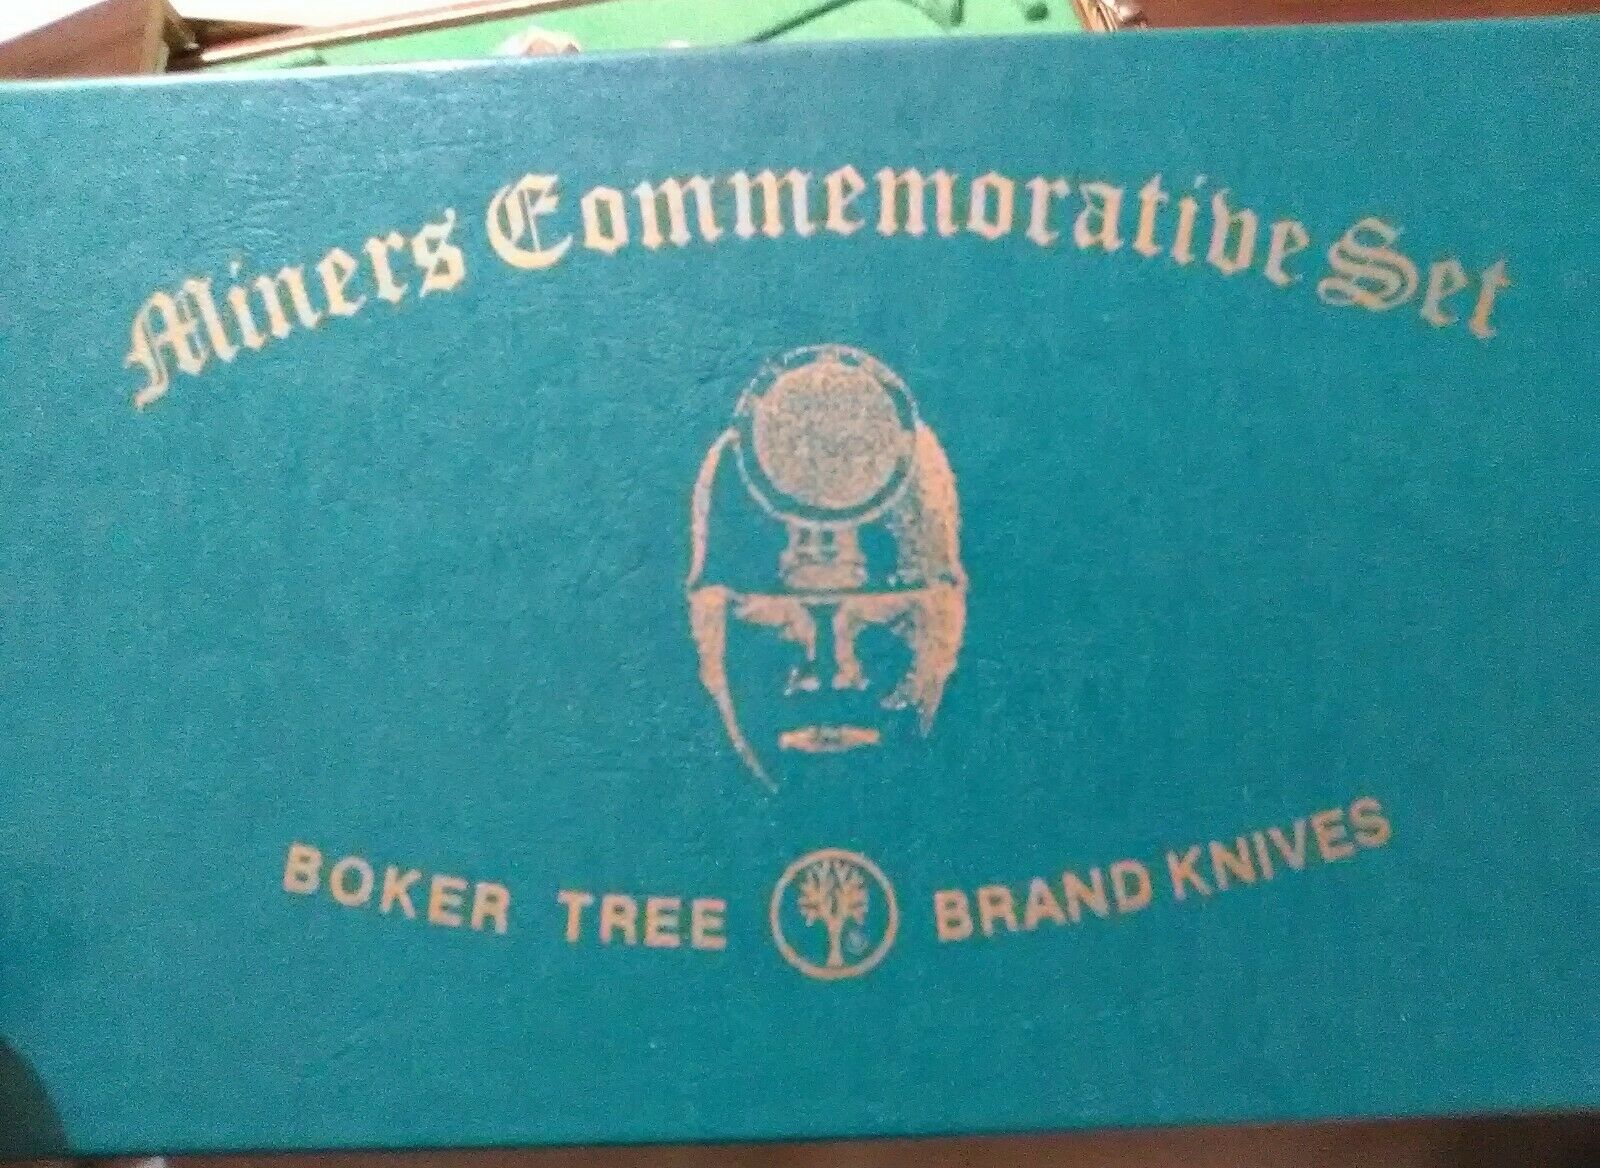 Miners Commemorative Set
BOKER TREE BRAND KNIVES